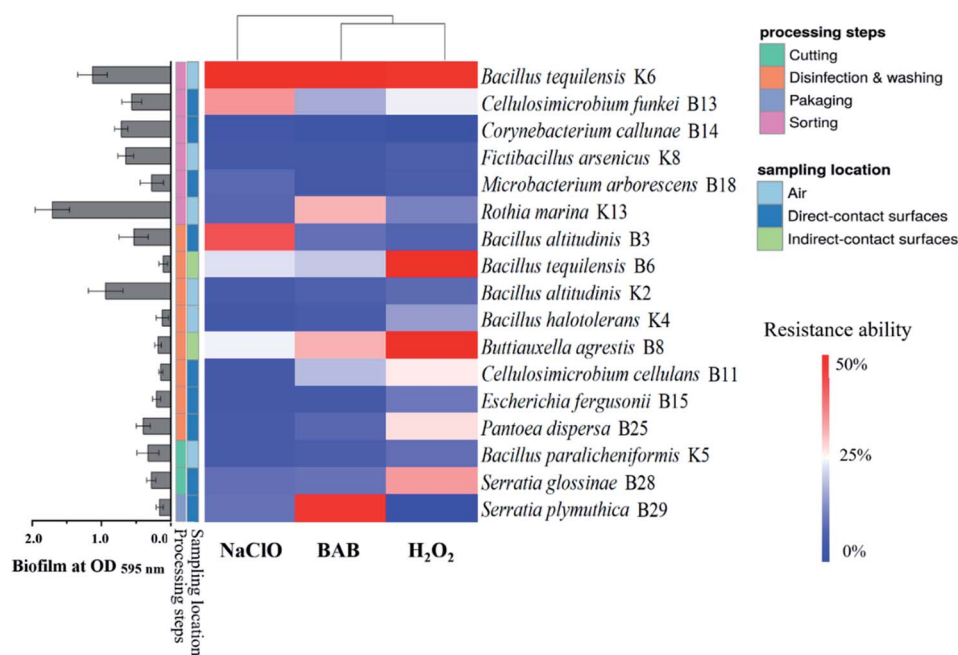 Bacillus tequilensis K6
Cellulosimicrobium funkei B13
Corynebacterium callunae B14
Fictibacillus arsenicus K8
Microbacterium arborescens B18
Rothia marina K13
Bacillus altitudinis B3
Bacillus tequilensis B6
Bacillus altitudinis K2
Bacillus halotolerans K4
Buttiauxella agrestis B8
Cellulosimicrobium cellulans B11
Escherichia fergusonii B15
Pantoea dispersa B25
Bacillus paralicheniformis K5
Serratia glossinae B28
Serratia plymuthica B29
2.0 1.0 0.0
Biofilm at OD 595 nm
Processing steps
Sampling location
NaClO BAB H₂O₂
processing steps
Cutting
Disinfection & washing
Pakaging
Sorting
sampling location
Air
Direct-contact surfaces
Indirect-contact surfaces
Resistance ability
50%
25%
0%